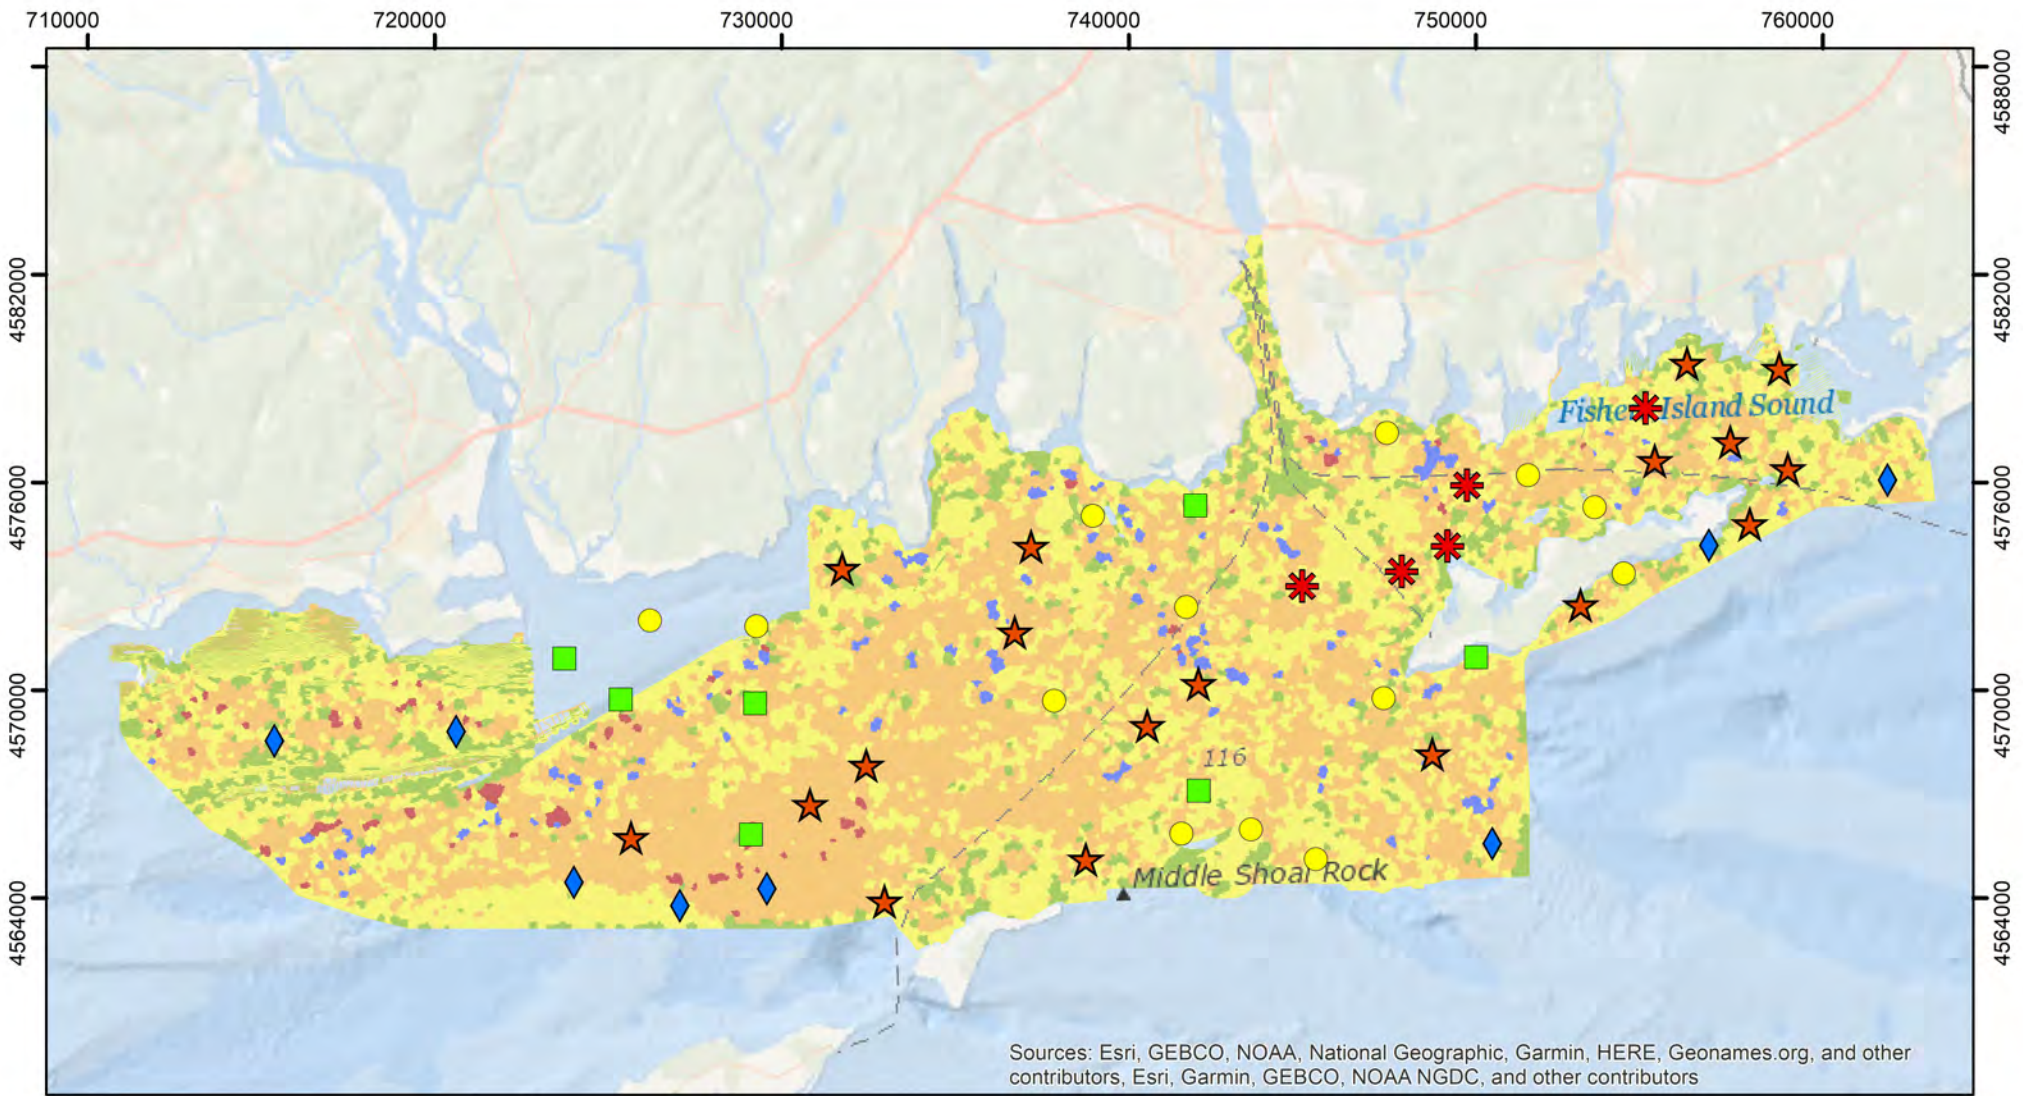 710000 720000 730000 740000 750000 760000
4588000
4582000 4582000
Fishers Island Sound
4576000 4576000
4570000 4570000
116
Middle Shoal Rock
4564000 4564000
Sources: Esri, GEBCO, NOAA, National Geographic, Garmin, HERE, Geonames.org, and other
contributors, Esri, Garmin, GEBCO, NOAA NGDC, and other contributors